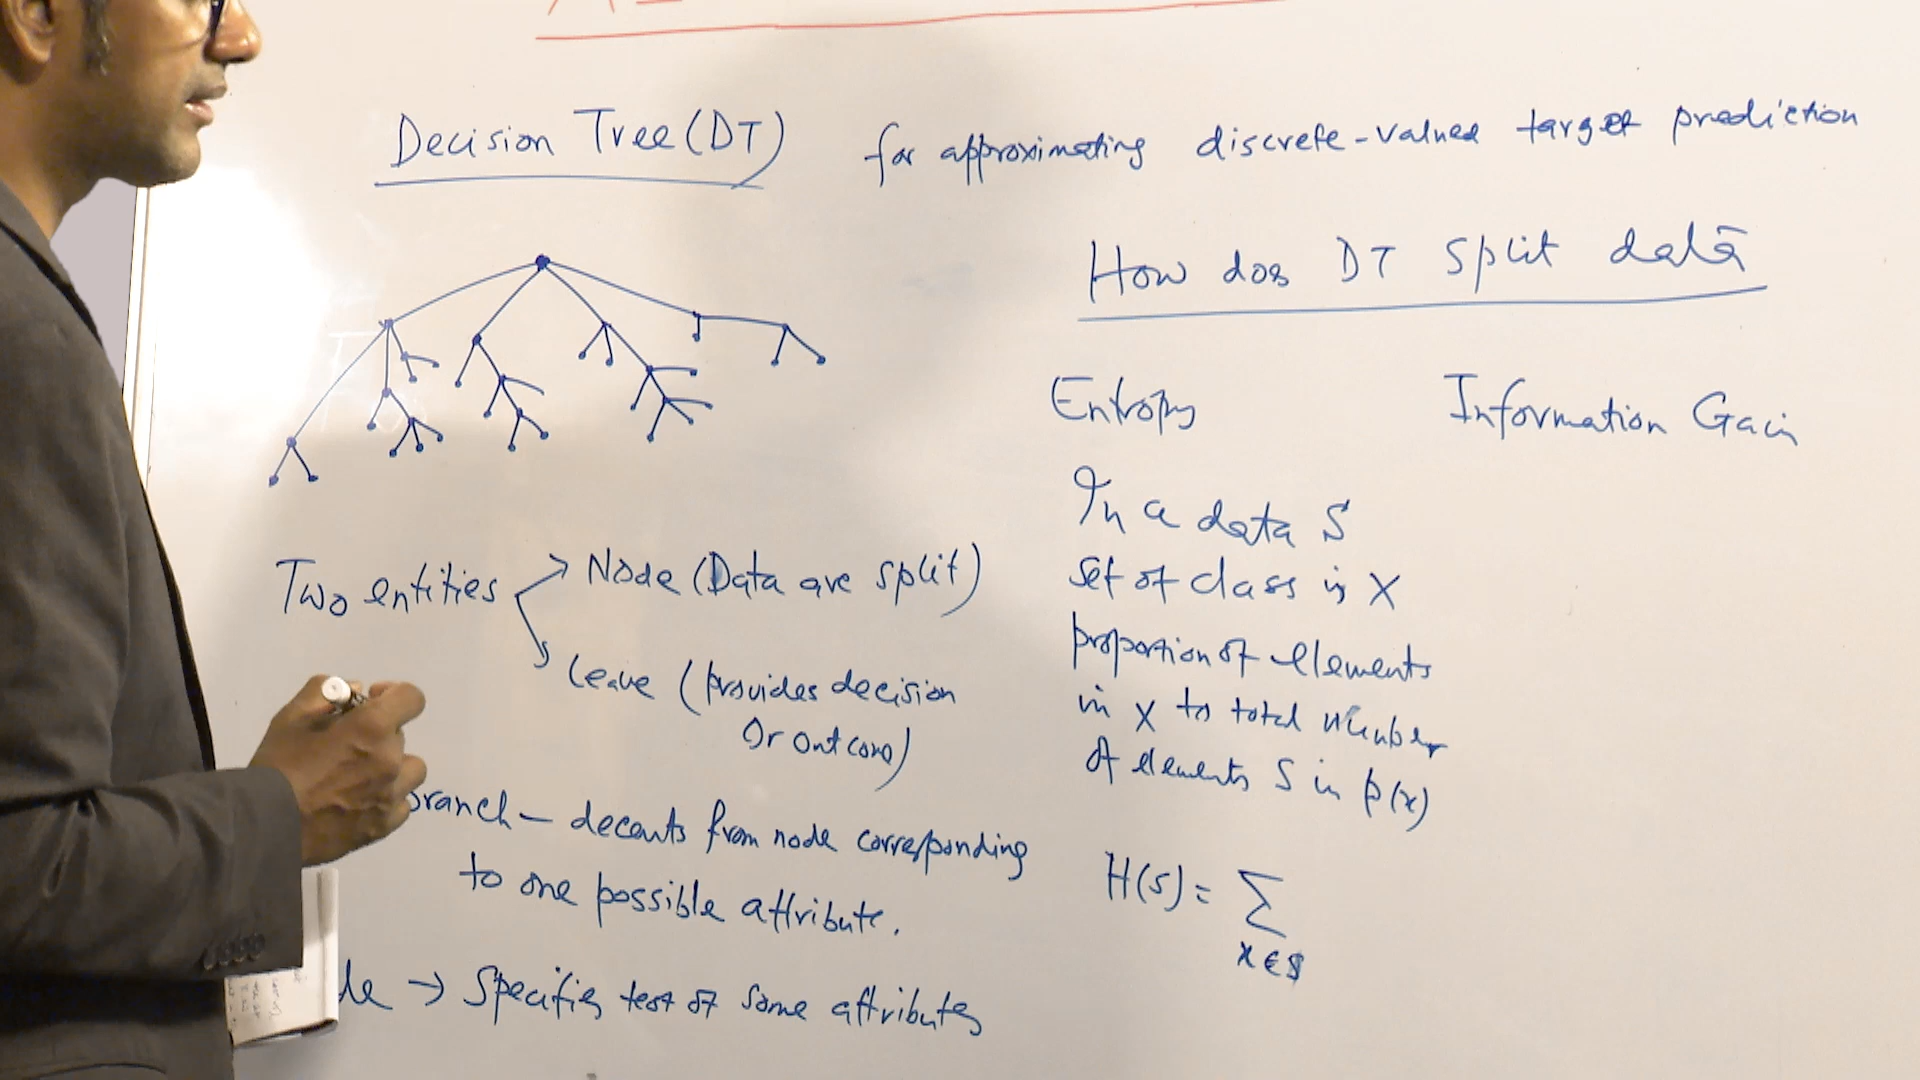 Decision Tree (DT) for approximating discrete-valued target prediction
Two entities
Node (Data are split)
Leave (provides decision
or outcome)
branch - decents from node corresponding
to one possible attribute.
de → Specifies test of some attributes
How does DT split data
Entropy
Information Gain
In a data S
set of class is X
proportion of elements
in X to total number
of elements S in p(x)
H(S) = Σ
x∈S